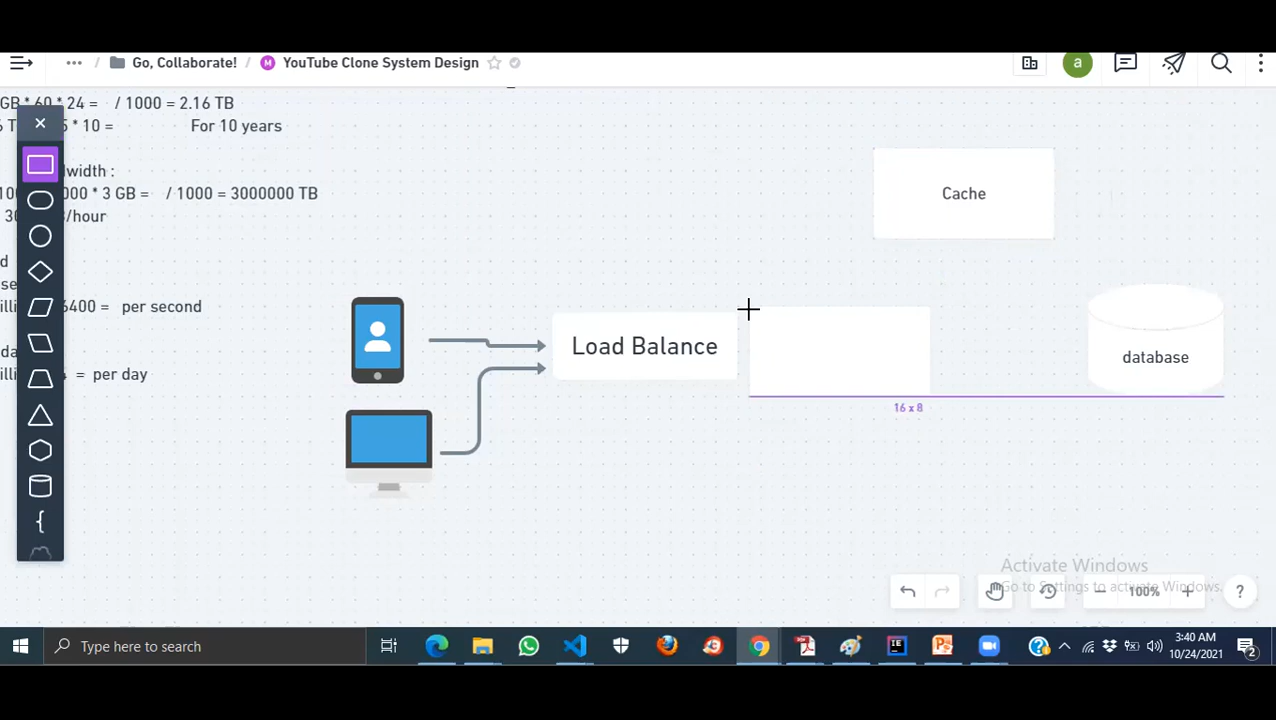 ... / Go, Collaborate! / M YouTube Clone System Design a
GB * 60 * 24 = / 1000 = 2.16 TB
* 10 = For 10 years
width :
000 * 3 GB = / 1000 = 3000000 TB
/hour
6400 = per second
= per day
Cache
Load Balance
database
16 x 8
Activate Windows
Go to Settings to activate Windows.
100%
?
Type here to search
3:40 AM
10/24/2021
2